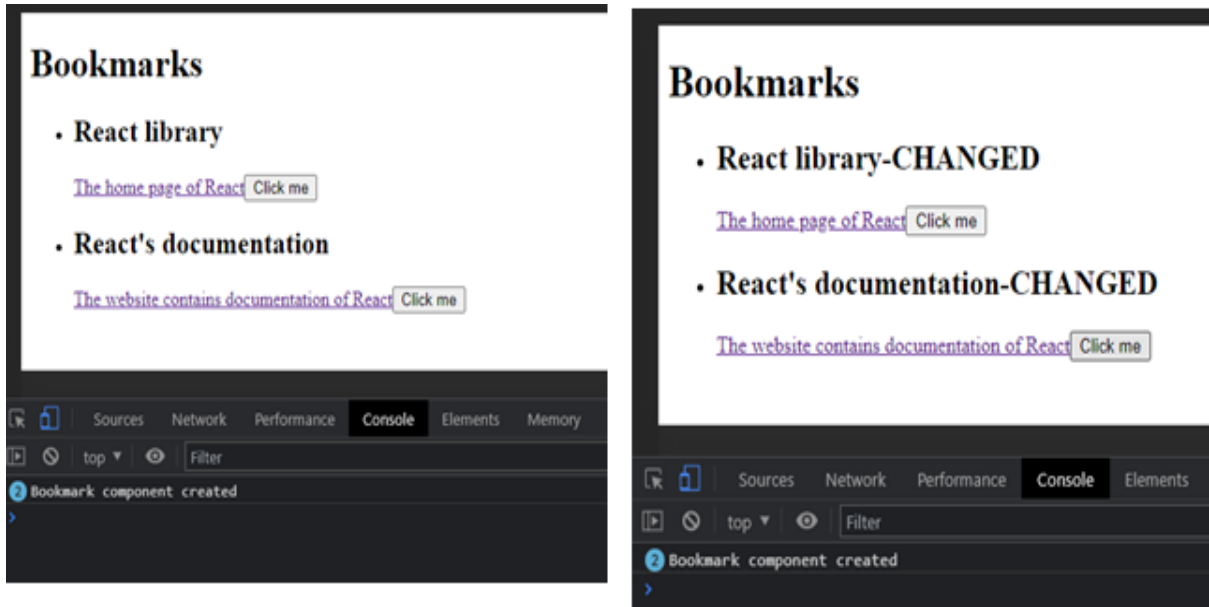 Bookmarks
React library
The home page of React Click me
React's documentation
The website contains documentation of React Click me
Sources Network Performance Console Elements Memory
top ▼ Filter
2 Bookmark component created
>
Bookmarks
React library-CHANGED
The home page of React Click me
React's documentation-CHANGED
The website contains documentation of React Click me
Sources Network Performance Console Elements
top ▼ Filter
2 Bookmark component created
>